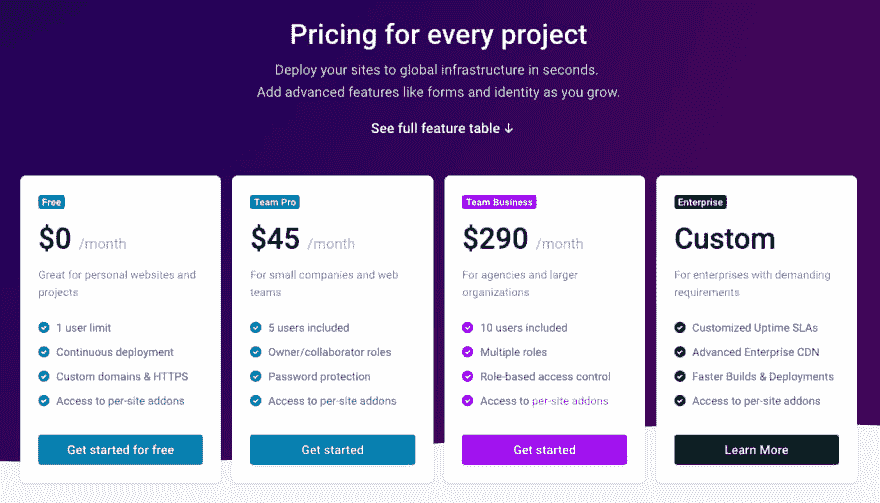 Pricing for every project
Deploy your sites to global infrastructure in seconds.
Add advanced features like forms and identity as you grow.
See full feature table ↓
Free
$0 /month
Great for personal websites and
projects
1 user limit
Continuous deployment
Custom domains & HTTPS
Access to per-site addons
Get started for free
Team Pro
$45 /month
For small companies and web
teams
5 users included
Owner/collaborator roles
Password protection
Access to per-site addons
Get started
Team Business
$290 /month
For agencies and larger
organizations
10 users included
Multiple roles
Role-based access control
Access to per-site addons
Get started
Enterprise
Custom
For enterprises with demanding
requirements
Customized Uptime SLAs
Advanced Enterprise CDN
Faster Builds & Deployments
Access to per-site addons
Learn More